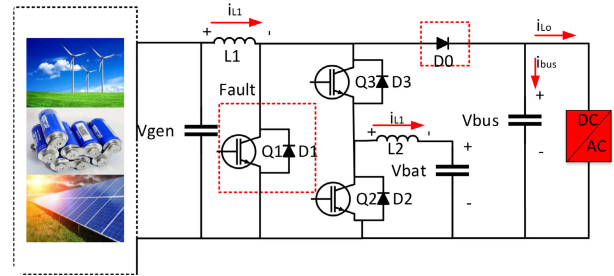 iL1
iLo
+ -
L1
D0
ibus
Fault
Q3 D3
+
Vgen
iL1
+ -
Vbus
DC
AC
Q1 D1
L2
+
Vbat
-
Q2 D2
-